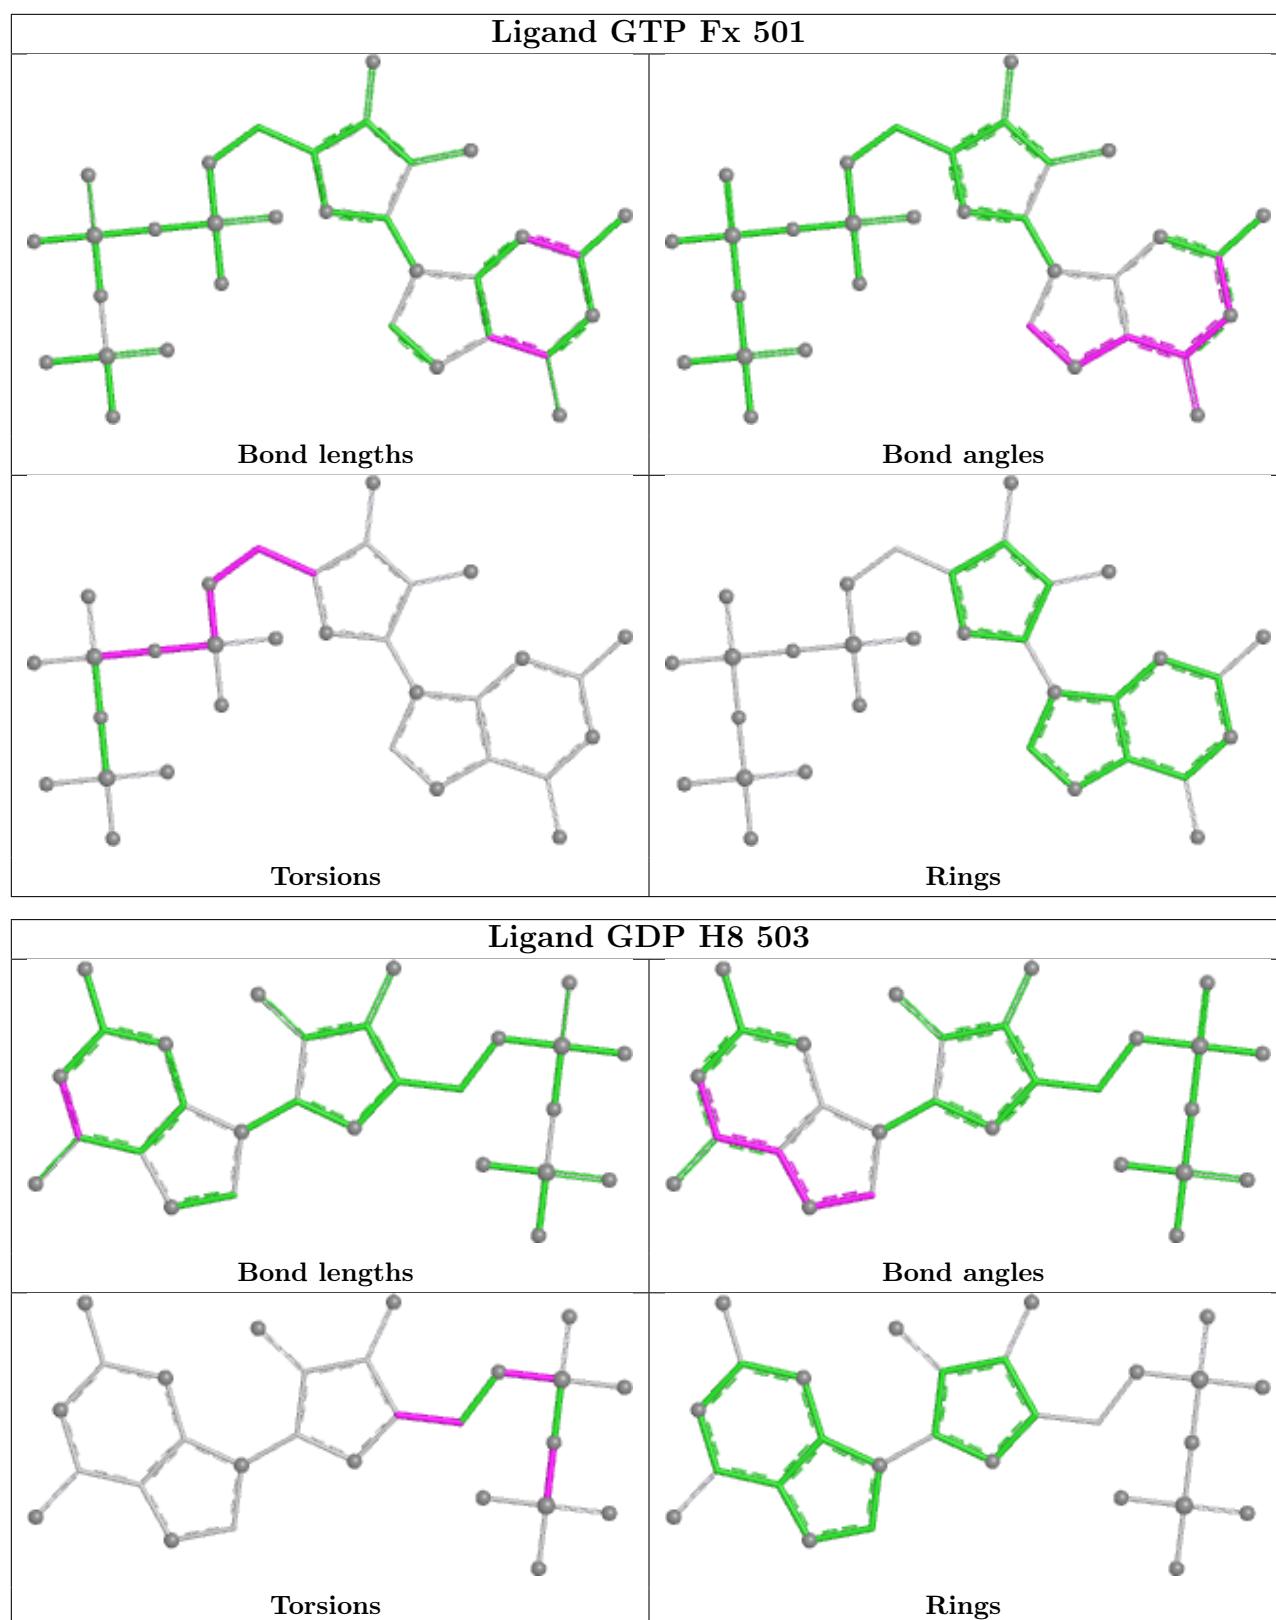 Ligand GTP Fx 501
Bond lengths
Bond angles
Torsions
Rings
Ligand GDP H8 503
Bond lengths
Bond angles
Torsions
Rings